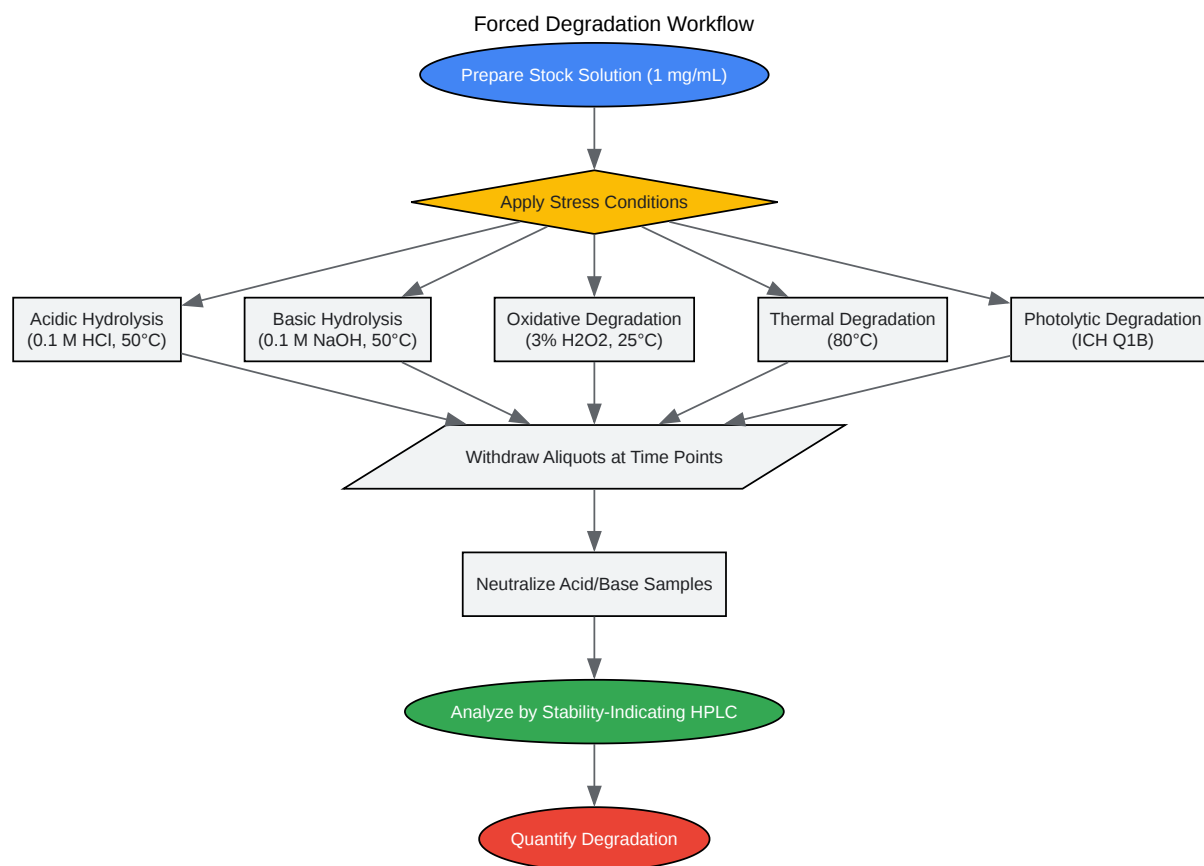 Forced Degradation Workflow
Prepare Stock Solution (1 mg/mL)
Apply Stress Conditions
Acidic Hydrolysis
(0.1 M HCl, 50°C)
Basic Hydrolysis
(0.1 M NaOH, 50°C)
Oxidative Degradation
(3% H2O2, 25°C)
Thermal Degradation
(80°C)
Photolytic Degradation
(ICH Q1B)
Withdraw Aliquots at Time Points
Neutralize Acid/Base Samples
Analyze by Stability-Indicating HPLC
Quantify Degradation